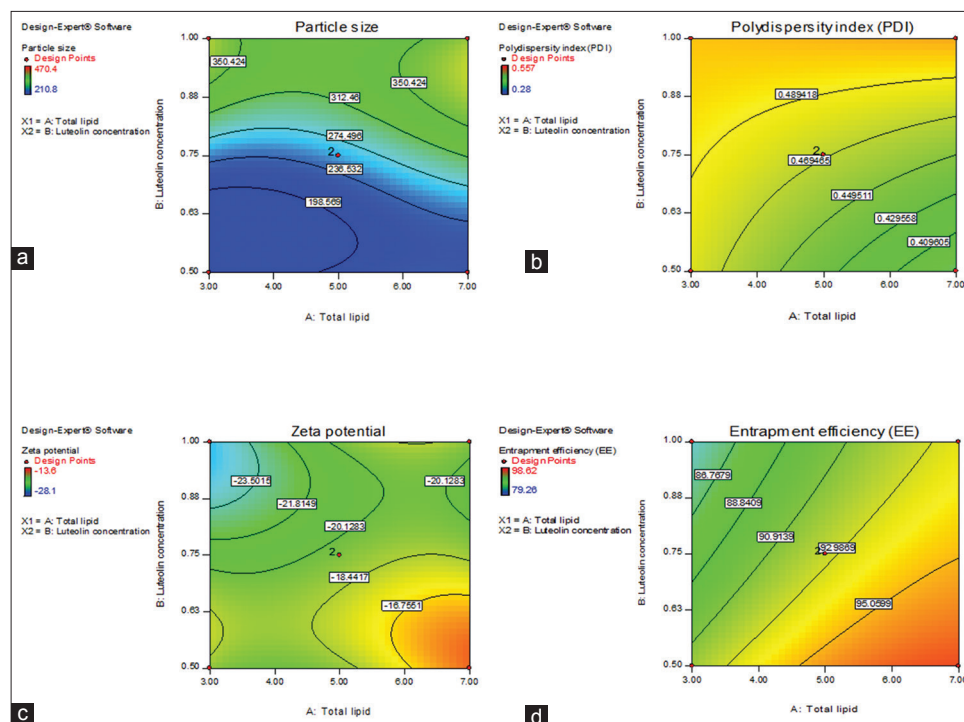 Design-Expert® Software
Particle size
Design Points
470.4
210.8
X1 = A: Total lipid
X2 = B: Luteolin concentration
Particle size
B: Luteolin concentration
1.00
0.88
0.75
0.63
0.50
350.424
350.424
312.46
274.496
2
236.532
198.569
3.00 4.00 5.00 6.00 7.00
A: Total lipid
a
Design-Expert® Software
Polydispersity index (PDI)
Design Points
0.557
0.28
X1 = A: Total lipid
X2 = B: Luteolin concentration
Polydispersity index (PDI)
B: Luteolin concentration
1.00
0.88
0.75
0.63
0.50
0.489418
2
0.469465
0.449511
0.429558
0.409605
3.00 4.00 5.00 6.00 7.00
A: Total lipid
b
Design-Expert® Software
Zeta potential
Design Points
-13.6
-28.1
X1 = A: Total lipid
X2 = B: Luteolin concentration
Zeta potential
B: Luteolin concentration
1.00
0.88
0.75
0.63
0.50
-23.5015
-20.1283
-21.8149
-20.1283
2
-18.4417
-16.7551
3.00 4.00 5.00 6.00 7.00
A: Total lipid
c
Design-Expert® Software
Entrapment efficiency (EE)
Design Points
98.62
79.26
X1 = A: Total lipid
X2 = B: Luteolin concentration
Entrapment efficiency (EE)
B: Luteolin concentration
1.00
0.88
0.75
0.63
0.50
86.7679
88.8409
90.9139
92.9869
2
95.0599
3.00 4.00 5.00 6.00 7.00
A: Total lipid
d